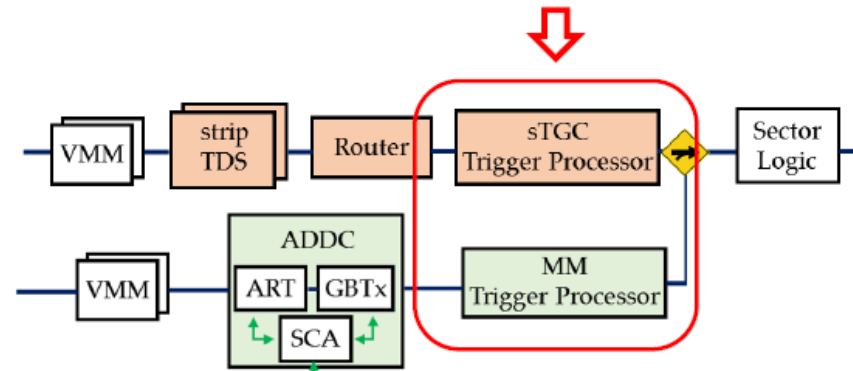 VMM
strip
TDS
Router
sTGC
Trigger Processor
Sector
Logic
VMM
ADDC
ART
GBTx
SCA
MM
Trigger Processor